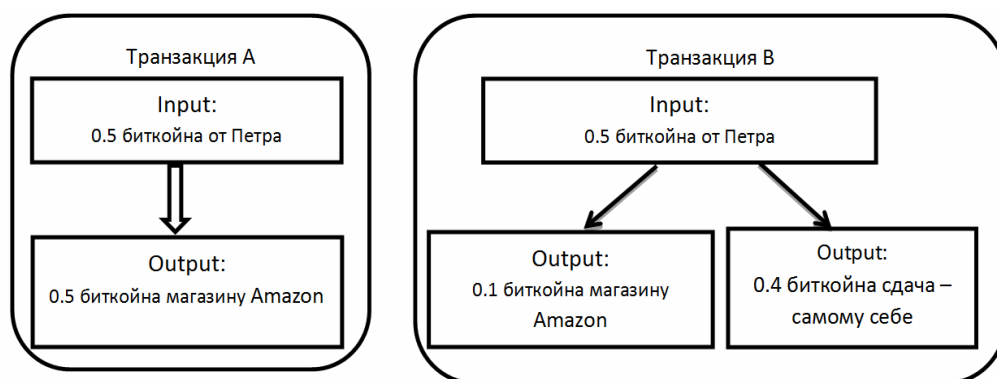 Транзакция А
Input:
0.5 биткойна от Петра
Output:
0.5 биткойна магазину Amazon
Транзакция В
Input:
0.5 биткойна от Петра
Output:
0.1 биткойна магазину
Amazon
Output:
0.4 биткойна сдача –
самому себе